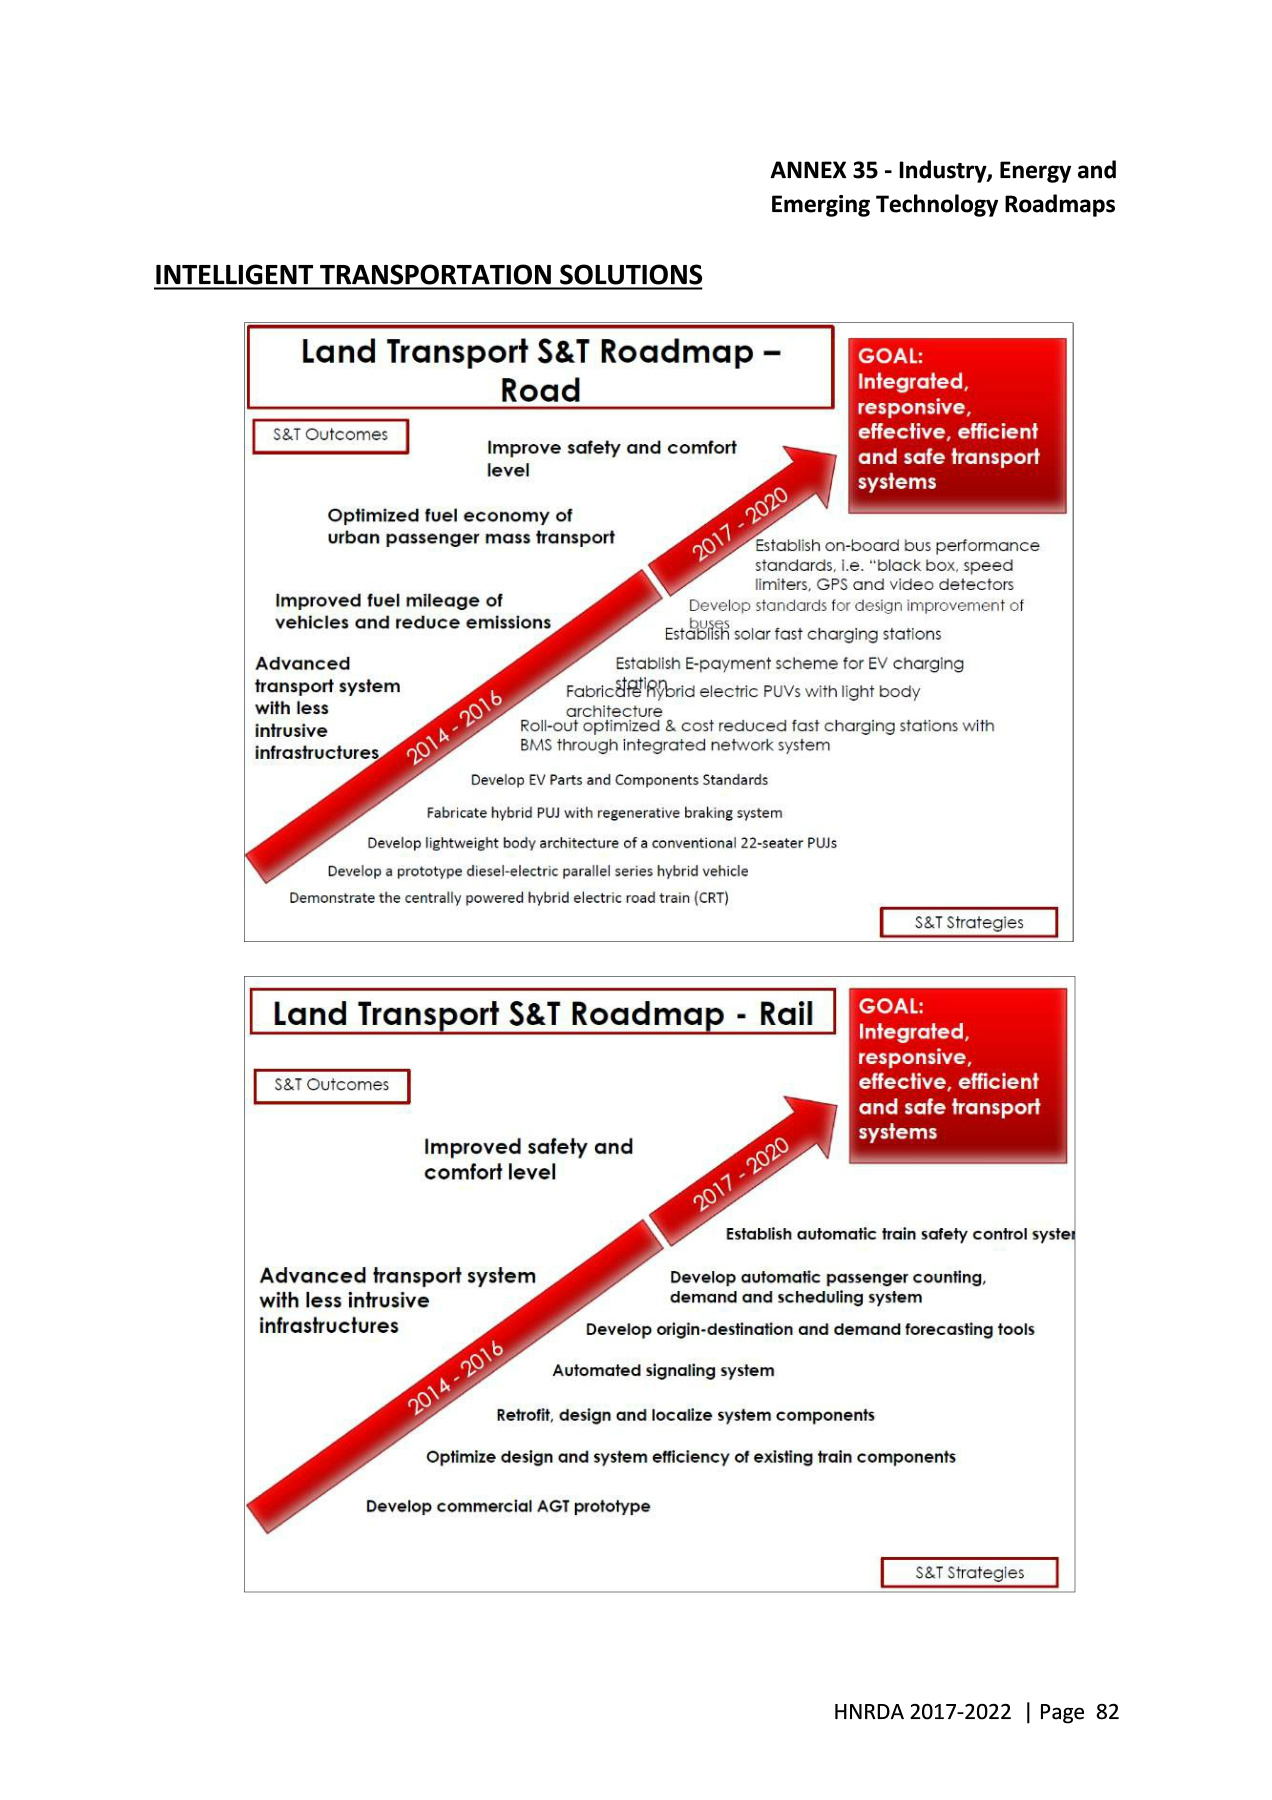 ANNEX 35 - Industry, Energy and
Emerging Technology Roadmaps
INTELLIGENT TRANSPORTATION SOLUTIONS
Land Transport S&T Roadmap –
Road
GOAL:
Integrated,
responsive,
effective, efficient
and safe transport
systems
S&T Outcomes
Improve safety and comfort
level
Optimized fuel economy of
urban passenger mass transport
Improved fuel mileage of
vehicles and reduce emissions
Advanced
transport system
with less
intrusive
infrastructures
2014 - 2016
2017 - 2020
Establish on-board bus performance
standards, i.e. “black box, speed
limiters, GPS and video detectors
Develop standards for design improvement of
buses
Establish solar fast charging stations
Establish E-payment scheme for EV charging
station
Fabricate hybrid electric PUVs with light body
architecture
Roll-out optimized & cost reduced fast charging stations with
BMS through integrated network system
Develop EV Parts and Components Standards
Fabricate hybrid PUJ with regenerative braking system
Develop lightweight body architecture of a conventional 22-seater PUJs
Develop a prototype diesel-electric parallel series hybrid vehicle
Demonstrate the centrally powered hybrid electric road train (CRT)
S&T Strategies
Land Transport S&T Roadmap - Rail
GOAL:
Integrated,
responsive,
effective, efficient
and safe transport
systems
S&T Outcomes
Improved safety and
comfort level
Advanced transport system
with less intrusive
infrastructures
2014 - 2016
2017 - 2020
Establish automatic train safety control syster
Develop automatic passenger counting,
demand and scheduling system
Develop origin-destination and demand forecasting tools
Automated signaling system
Retrofit, design and localize system components
Optimize design and system efficiency of existing train components
Develop commercial AGT prototype
S&T Strategies
HNRDA 2017-2022 | Page 82